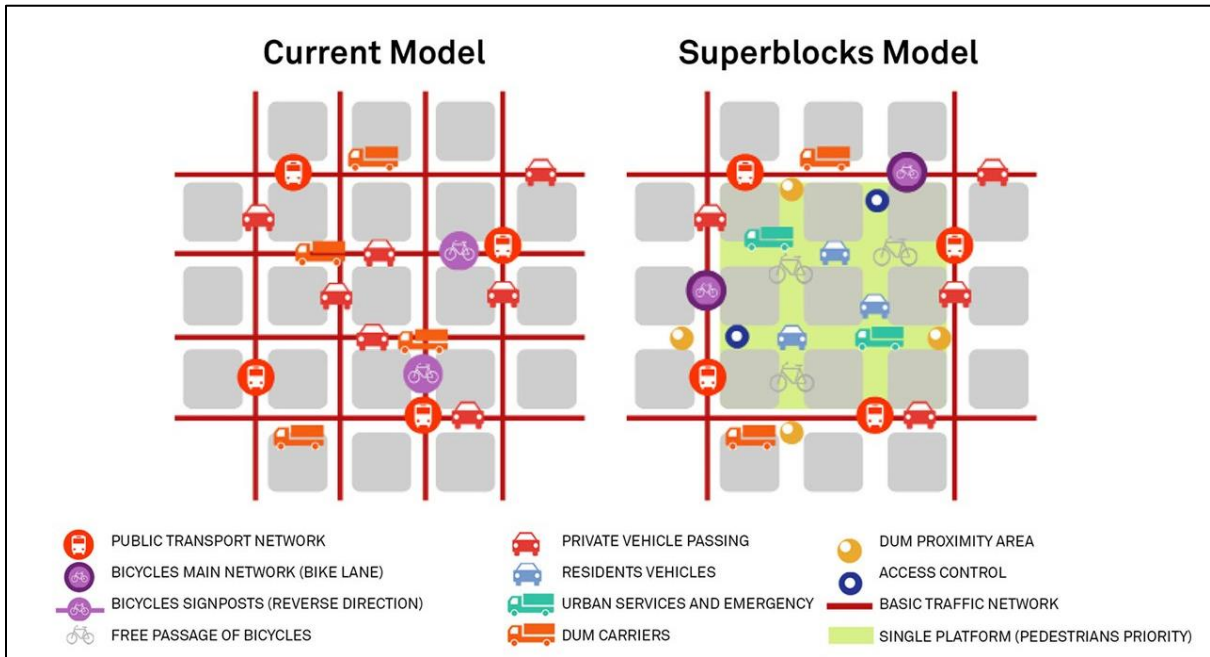 Current Model
Superblocks Model
PUBLIC TRANSPORT NETWORK
BICYCLES MAIN NETWORK (BIKE LANE)
BICYCLES SIGNPOSTS (REVERSE DIRECTION)
FREE PASSAGE OF BICYCLES
PRIVATE VEHICLE PASSING
RESIDENTS VEHICLES
URBAN SERVICES AND EMERGENCY
DUM CARRIERS
DUM PROXIMITY AREA
ACCESS CONTROL
BASIC TRAFFIC NETWORK
SINGLE PLATFORM (PEDESTRIANS PRIORITY)